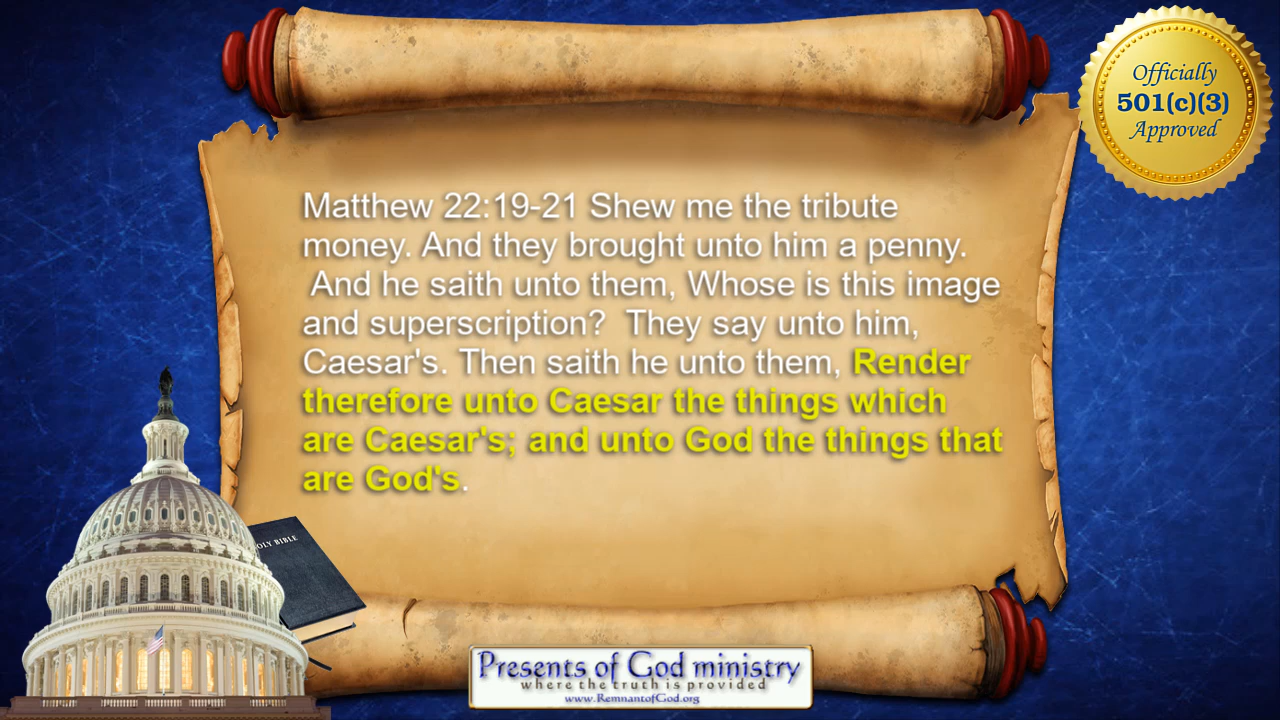 Officially
501(c)(3)
Approved
Matthew 22:19-21 Shew me the tribute
money. And they brought unto him a penny.
And he saith unto them, Whose is this image
and superscription?  They say unto him,
Caesar's. Then saith he unto them, Render
therefore unto Caesar the things which
are Caesar's; and unto God the things that
are God's.
OLY BIBLE
Presents of God ministry
where the truth is provided
www.RemnantofGod.org